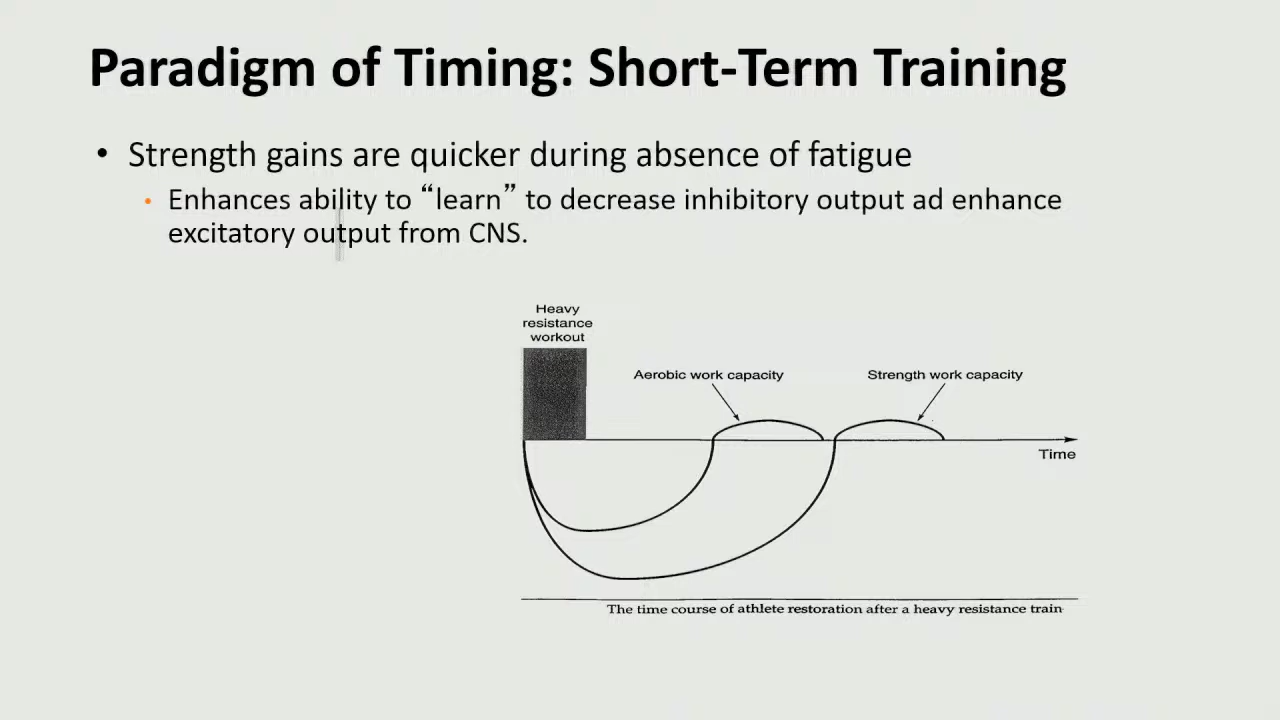 Paradigm of Timing: Short-Term Training
• Strength gains are quicker during absence of fatigue
• Enhances ability to “learn” to decrease inhibitory output ad enhance
excitatory output from CNS.
Heavy
resistance
workout
Aerobic work capacity
Strength work capacity
Time
The time course of athlete restoration after a heavy resistance train